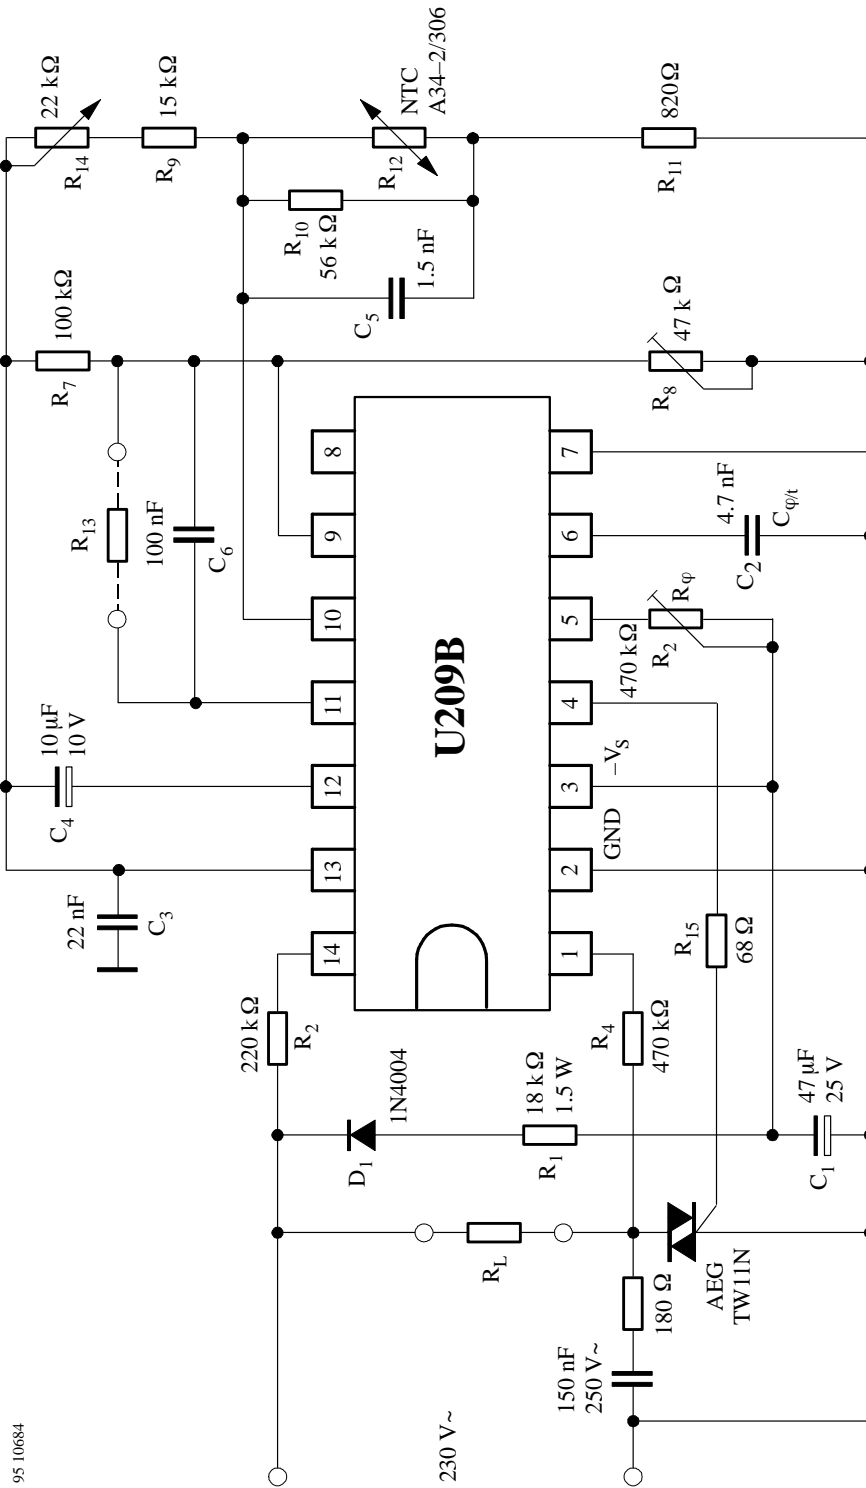 95 10684
230 V~
R14
22 kΩ
R9
15 kΩ
R12
NTC
A34–2/306
R11
820Ω
R10
56 k Ω
C5
1.5 nF
R7
100 kΩ
R8
47 k Ω
R13
100 nF
C6
C4
10 µF
10 V
22 nF
C3
220 k Ω
R2
D1
1N4004
R1
18 k Ω
1.5 W
RL
R4
470 kΩ
180 Ω
150 nF
250 V~
AEG
TW11N
C1
47 µF
25 V
R15
68 Ω
GND
–VS
470 kΩ
R2
Rφ
4.7 nF
C2
Cφ/t
U209B
14
13
12
11
10
9
8
1
2
3
4
5
6
7